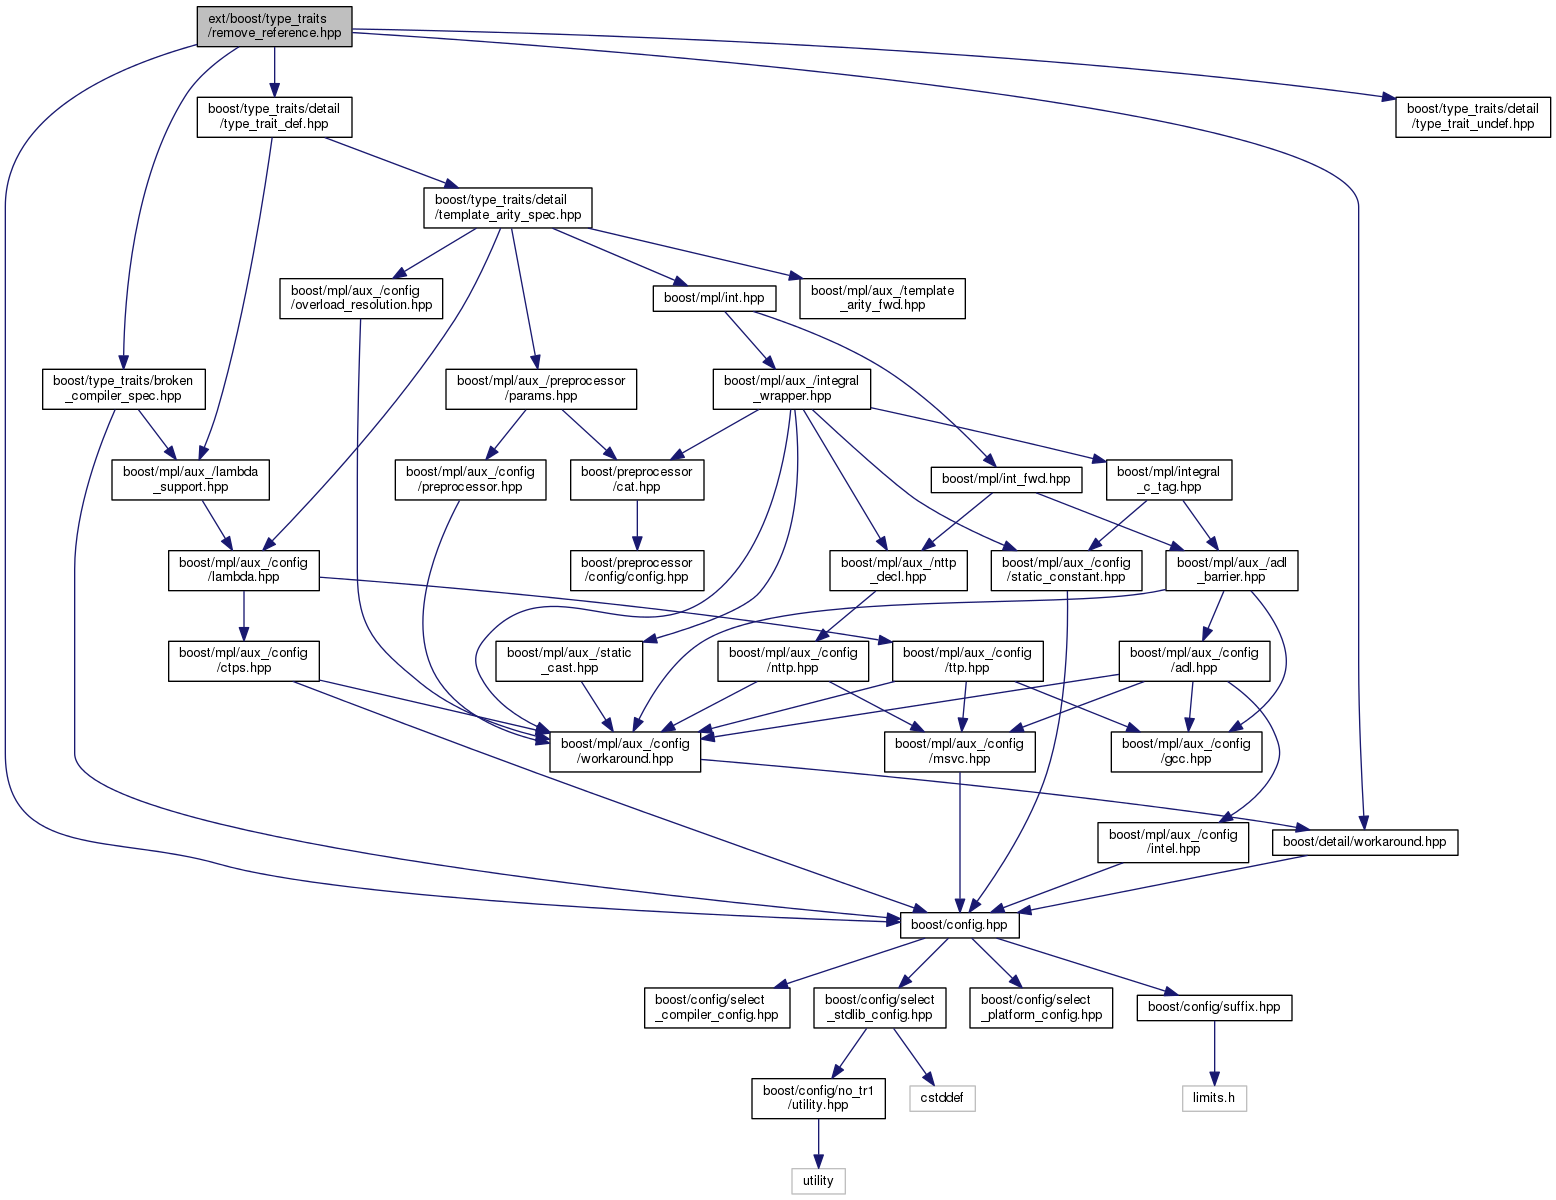 ext/boost/type_traits
/remove_reference.hpp
boost/type_traits/detail
/type_trait_def.hpp
boost/type_traits/detail
/type_trait_undef.hpp
boost/type_traits/detail
/template_arity_spec.hpp
boost/mpl/aux_/config
/overload_resolution.hpp
boost/mpl/int.hpp
boost/mpl/aux_/template
_arity_fwd.hpp
boost/type_traits/broken
_compiler_spec.hpp
boost/mpl/aux_/preprocessor
/params.hpp
boost/mpl/aux_/integral
_wrapper.hpp
boost/mpl/aux_/lambda
_support.hpp
boost/mpl/aux_/config
/preprocessor.hpp
boost/preprocessor
/cat.hpp
boost/mpl/int_fwd.hpp
boost/mpl/integral
_c_tag.hpp
boost/mpl/aux_/config
/lambda.hpp
boost/preprocessor
/config/config.hpp
boost/mpl/aux_/nttp
_decl.hpp
boost/mpl/aux_/config
/static_constant.hpp
boost/mpl/aux_/adl
_barrier.hpp
boost/mpl/aux_/config
/ctps.hpp
boost/mpl/aux_/static
_cast.hpp
boost/mpl/aux_/config
/nttp.hpp
boost/mpl/aux_/config
/ttp.hpp
boost/mpl/aux_/config
/adl.hpp
boost/mpl/aux_/config
/workaround.hpp
boost/mpl/aux_/config
/msvc.hpp
boost/mpl/aux_/config
/gcc.hpp
boost/mpl/aux_/config
/intel.hpp
boost/detail/workaround.hpp
boost/config.hpp
boost/config/select
_compiler_config.hpp
boost/config/select
_stdlib_config.hpp
boost/config/select
_platform_config.hpp
boost/config/suffix.hpp
boost/config/no_tr1
/utility.hpp
cstddef
limits.h
utility